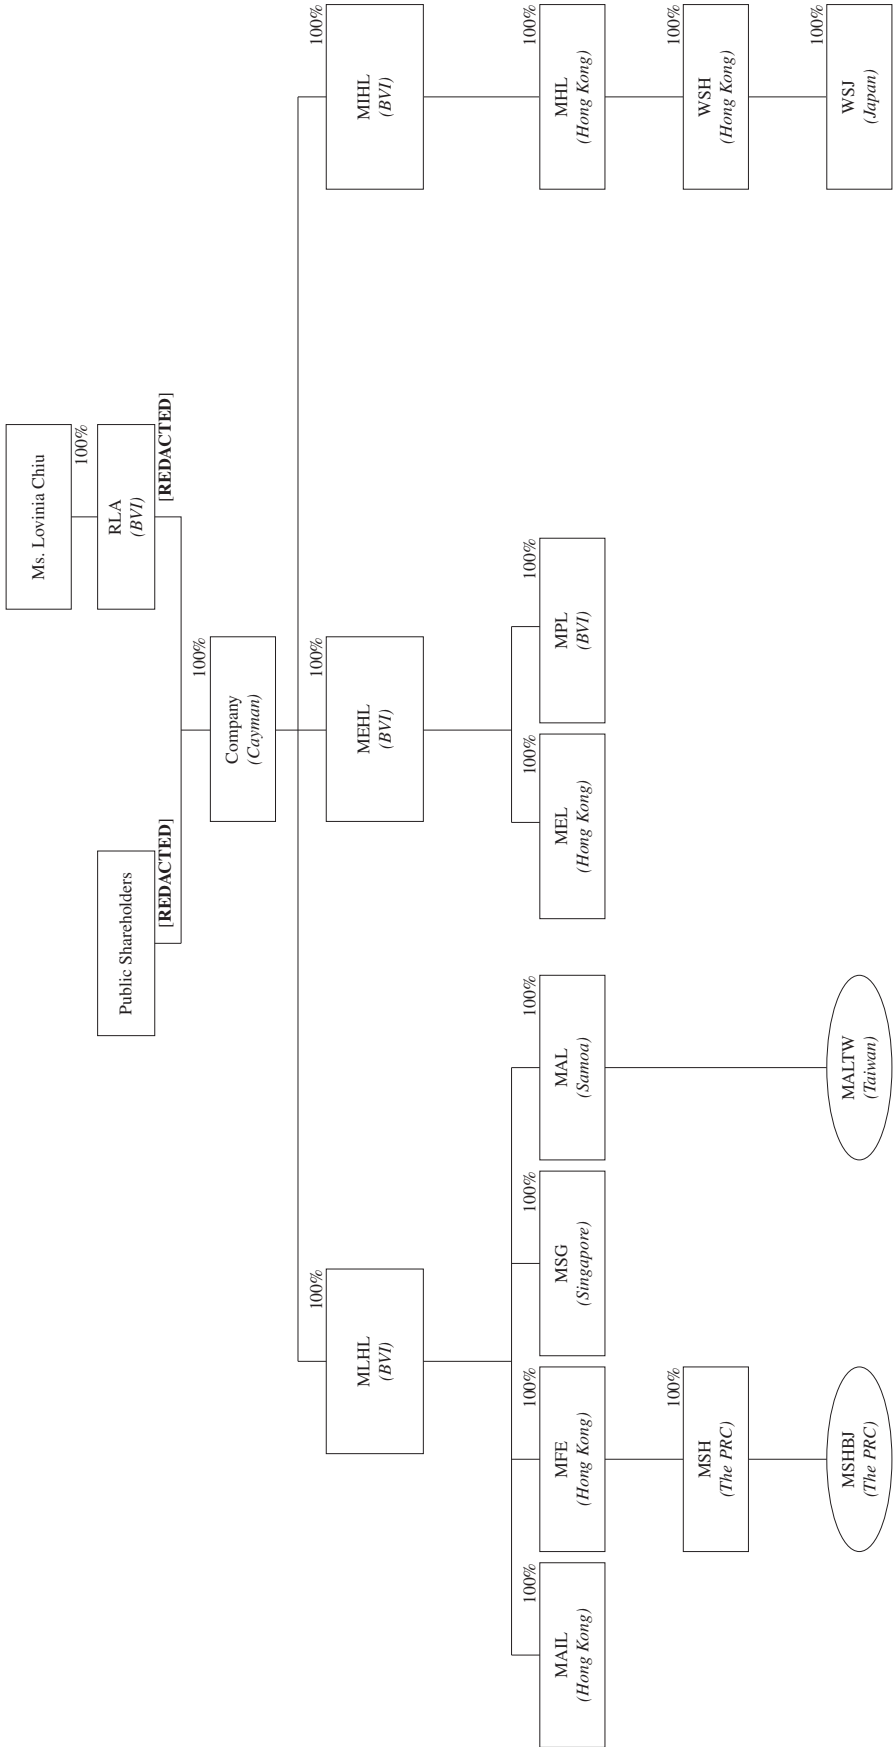 Ms. Lovinia Chiu
100%
Public Shareholders
RLA
(BVI)
[REDACTED]
[REDACTED]
100%
Company
(Cayman)
100%
MLHL
(BVI)
100%
MEHL
(BVI)
100%
MIHL
(BVI)
100%
MAIL
(Hong Kong)
100%
MFE
(Hong Kong)
100%
MSG
(Singapore)
100%
MAL
(Samoa)
100%
MEL
(Hong Kong)
100%
MPL
(BVI)
100%
MHL
(Hong Kong)
100%
MSH
(The PRC)
100%
WSH
(Hong Kong)
MSHBJ
(The PRC)
MALTW
(Taiwan)
100%
WSJ
(Japan)